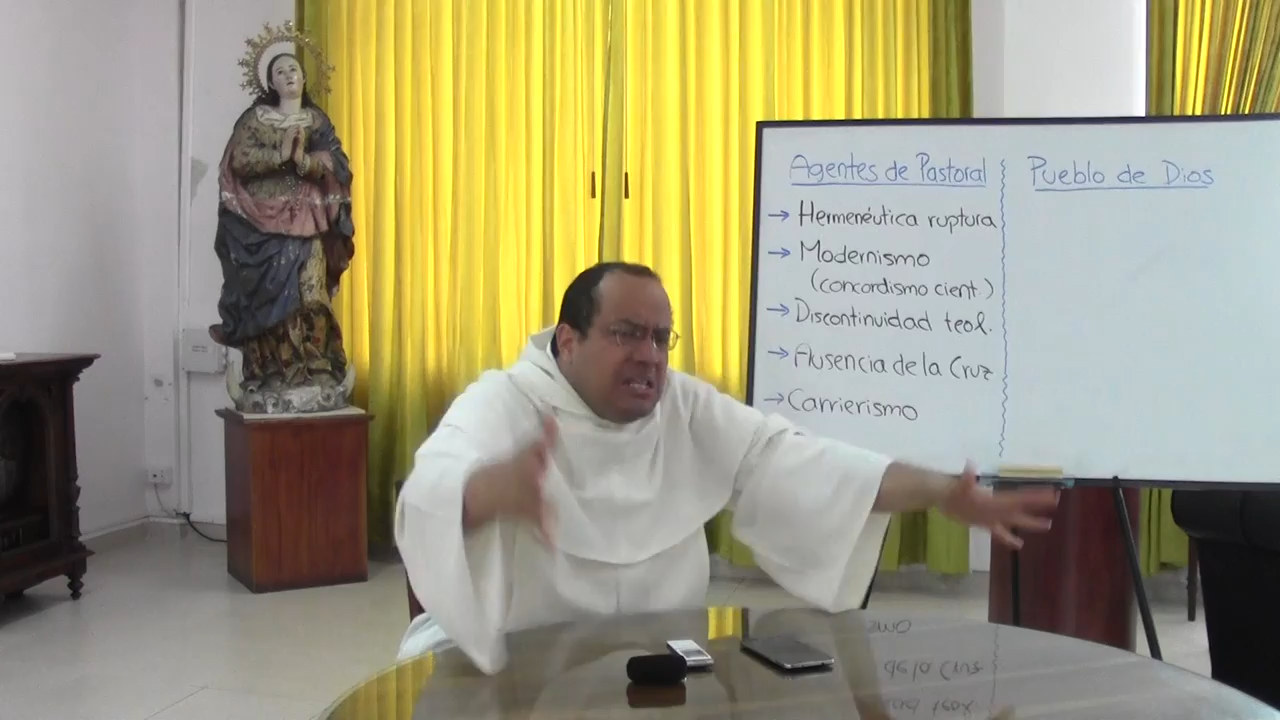 Agentes de Pastoral
→ Hermenéutica ruptura
→ Modernismo
(concordismo cient.)
→ Discontinuidad teol.
→ Ausencia de la Cruz
→ Carrierismo
Pueblo de Dios